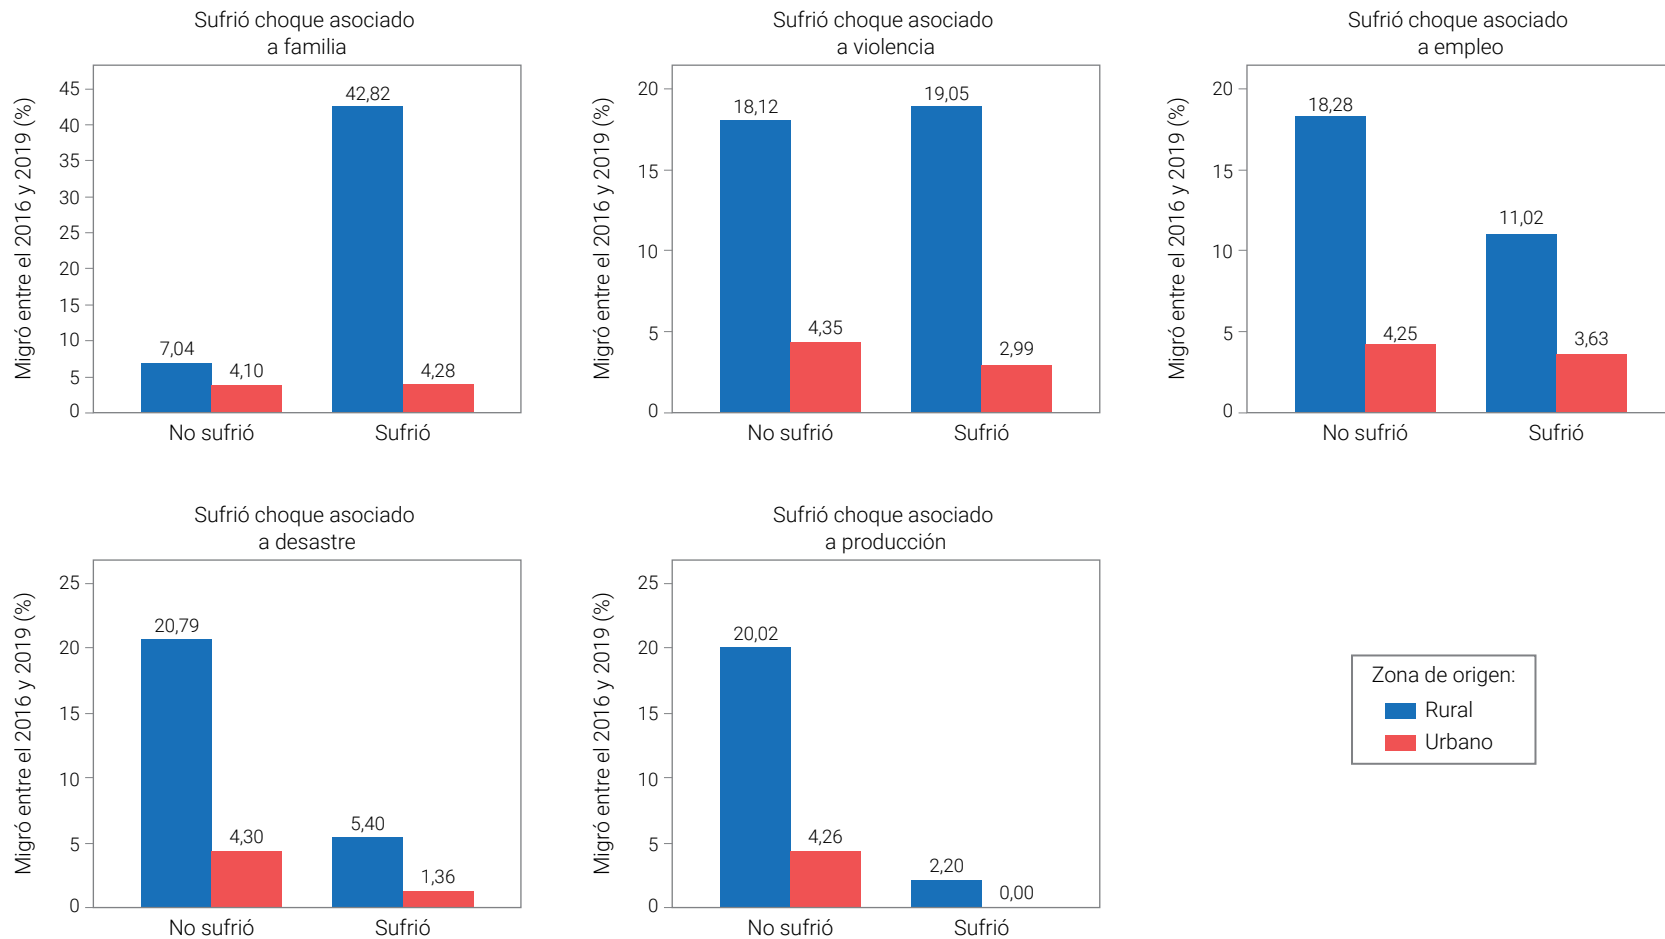 Sufrió choque asociado
a familia
Migró entre el 2016 y 2019 (%)
45
40
35
30
25
20
15
10
5
0
7,04
4,10
42,82
4,28
No sufrió
Sufrió
Sufrió choque asociado
a violencia
Migró entre el 2016 y 2019 (%)
20
15
10
5
0
18,12
4,35
19,05
2,99
No sufrió
Sufrió
Sufrió choque asociado
a empleo
Migró entre el 2016 y 2019 (%)
20
15
10
5
0
18,28
4,25
11,02
3,63
No sufrió
Sufrió
Sufrió choque asociado
a desastre
Migró entre el 2016 y 2019 (%)
25
20
15
10
5
0
20,79
4,30
5,40
1,36
No sufrió
Sufrió
Sufrió choque asociado
a producción
Migró entre el 2016 y 2019 (%)
25
20
15
10
5
0
20,02
4,26
2,20
0,00
No sufrió
Sufrió
Zona de origen:
Rural
Urbano